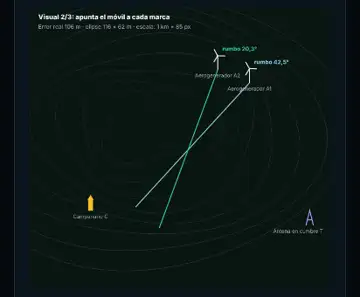 Visual 2/3: apunta el móvil a cada marca
Error real 106 m · elipse 116 × 62 m · escala: 1 km = 85 px
rumbo 20,3°
rumbo 42,5°
Aerogenerador A2
Aerogenerador A1
Campanario C
Antena en cumbre T